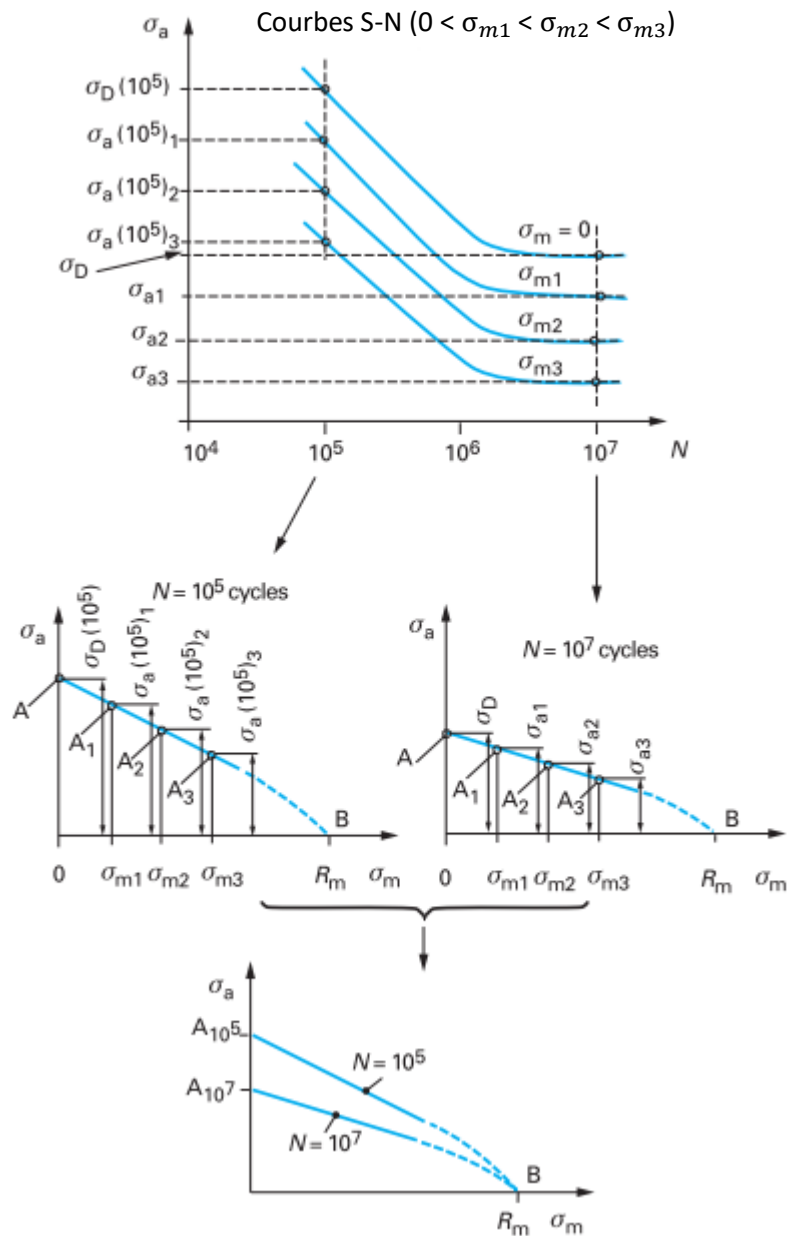 Courbes S-N (0 < σm1 < σm2 < σm3)
σa
σD (10⁵)
σa (10⁵)1
σa (10⁵)2
σa (10⁵)3
σD
σa1
σa2
σa3
σm = 0
σm1
σm2
σm3
10⁴ 10⁵ 10⁶ 10⁷ N
N = 10⁵ cycles
σa
σD (10⁵)
σa (10⁵)1
σa (10⁵)2
σa (10⁵)3
A
A1
A2
A3
B
0 σm1 σm2 σm3 Rm σm
N = 10⁷ cycles
σa
σD
σa1
σa2
σa3
A
A1
A2
A3
B
0 σm1 σm2 σm3 Rm σm
σa
A10⁵
A10⁷
N = 10⁵
N = 10⁷
B
Rm σm